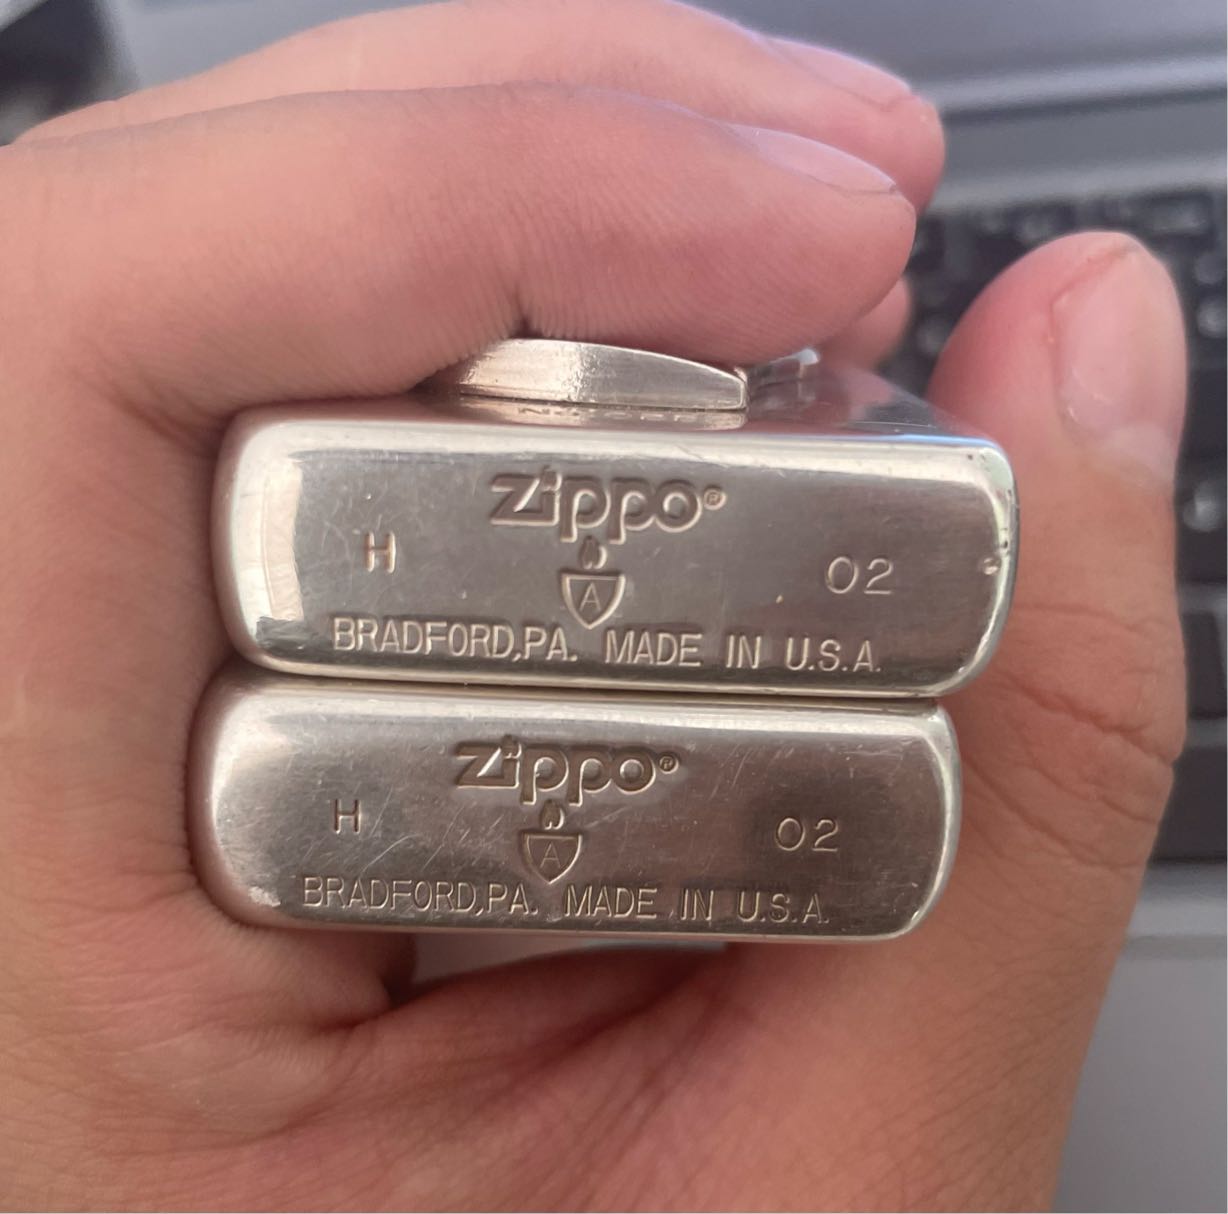 Zippo®
H A 02
BRADFORD,PA. MADE IN U.S.A.
Zippo®
H A 02
BRADFORD,PA. MADE IN U.S.A.